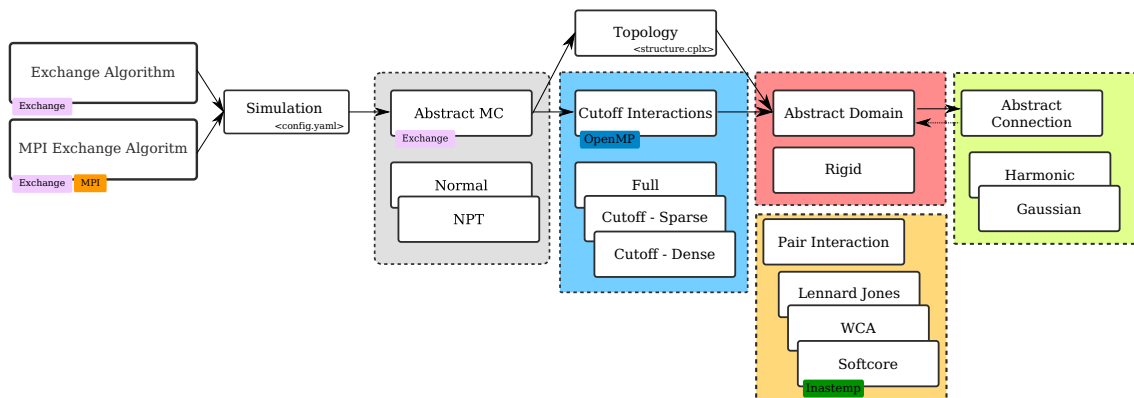 Exchange Algorithm
Exchange
MPI Exchange Algoritm
Exchange
MPI
Simulation
<config.yaml>
Abstract MC
Exchange
Normal
NPT
Topology
<structure.cplx>
Cutoff Interactions
OpenMP
Full
Cutoff - Sparse
Cutoff - Dense
Abstract Domain
Rigid
Pair Interaction
Lennard Jones
WCA
Softcore
Inastemp
Abstract
Connection
Harmonic
Gaussian